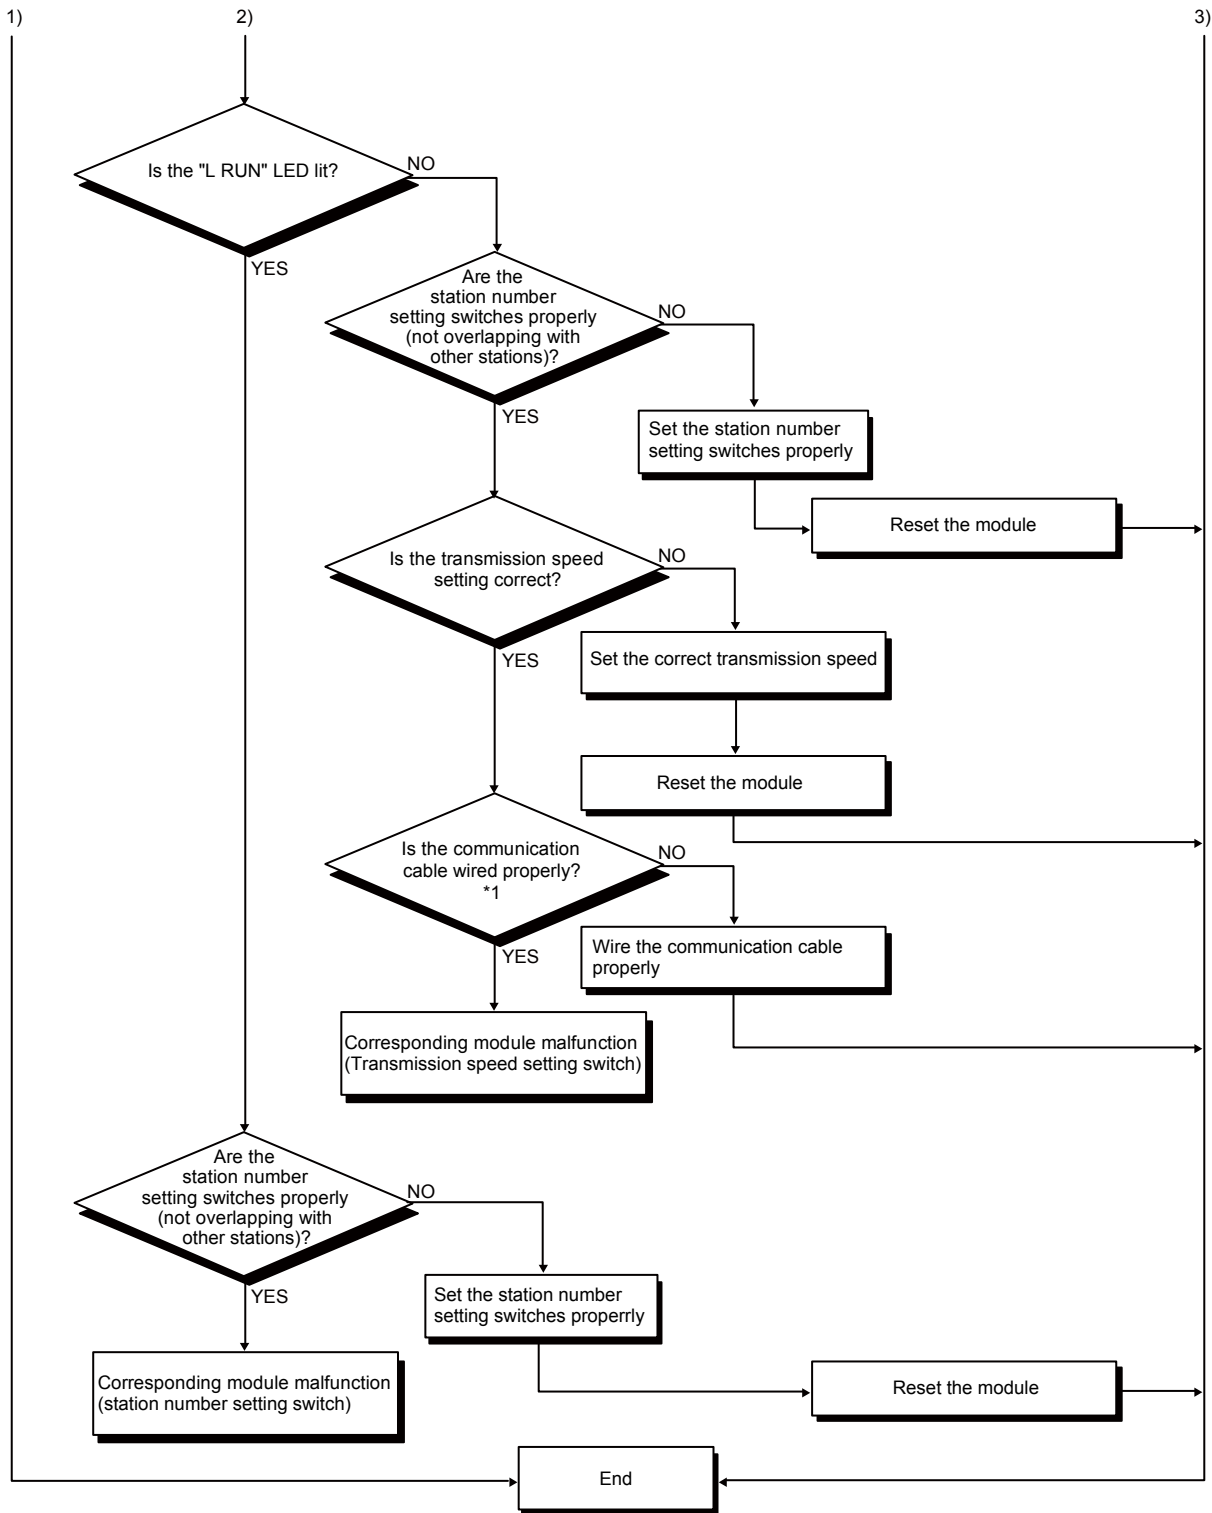 1)
2)
3)
Is the "L RUN" LED lit?
NO
YES
Are the
station number
setting switches properly
(not overlapping with
other stations)?
NO
YES
Set the station number
setting switches properly
Reset the module
Is the transmission speed
setting correct?
NO
YES
Set the correct transmission speed
Reset the module
Is the communication
cable wired properly?
*1
NO
YES
Wire the communication cable
properly
Corresponding module malfunction
(Transmission speed setting switch)
Are the
station number
setting switches properly
(not overlapping with
other stations)?
NO
YES
Set the station number
setting switches properrly
Corresponding module malfunction
(station number setting switch)
Reset the module
End